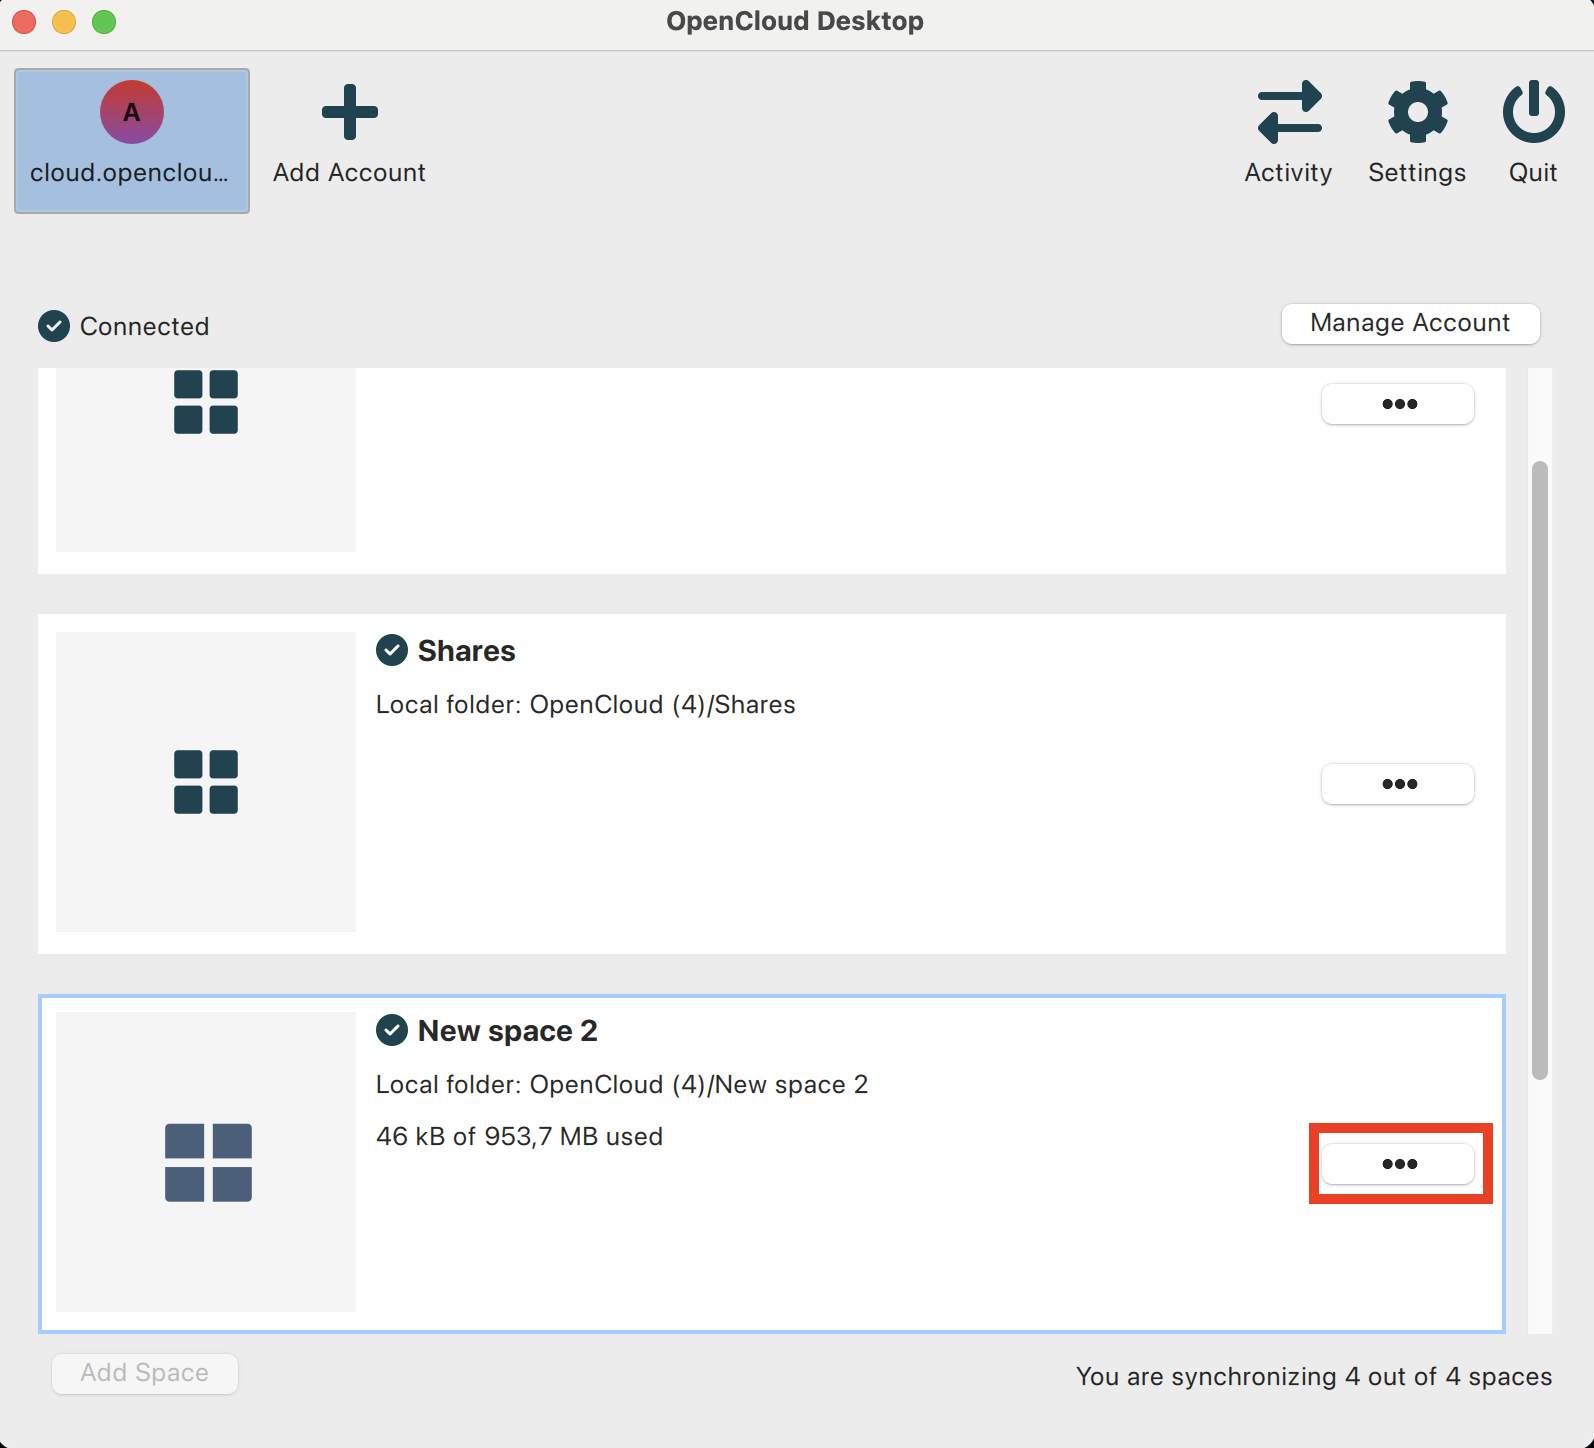 OpenCloud Desktop
A
cloud.openclou...
Add Account
Activity
Settings
Quit
Connected
Manage Account
Shares
Local folder: OpenCloud (4)/Shares
New space 2
Local folder: OpenCloud (4)/New space 2
46 kB of 953,7 MB used
Add Space
You are synchronizing 4 out of 4 spaces